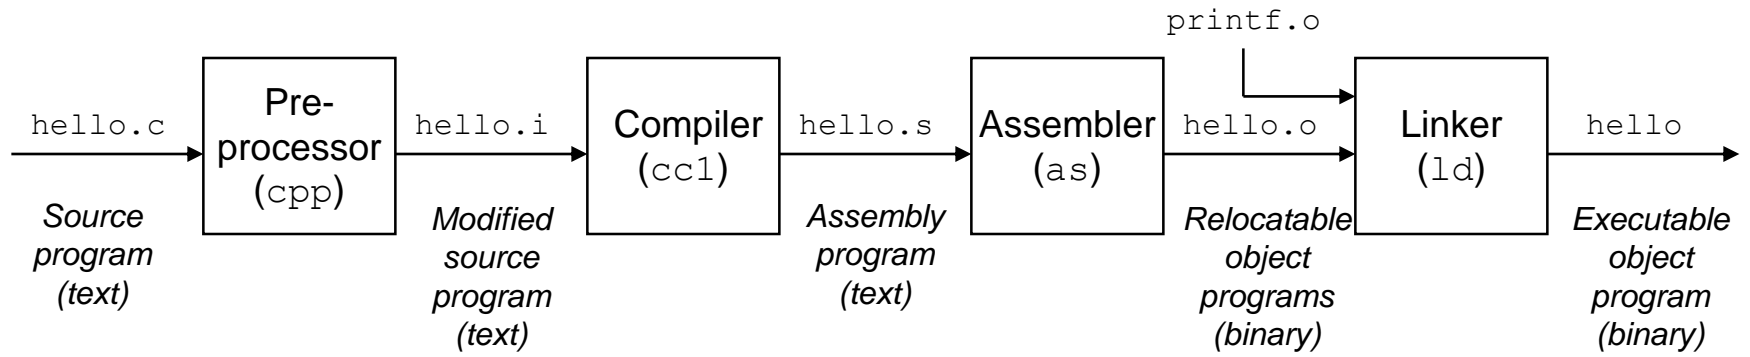 printf.o
hello.c
Pre-
processor
(cpp)
hello.i
Compiler
(cc1)
hello.s
Assembler
(as)
hello.o
Linker
(ld)
hello
Source
program
(text)
Modified
source
program
(text)
Assembly
program
(text)
Relocatable
object
programs
(binary)
Executable
object
program
(binary)